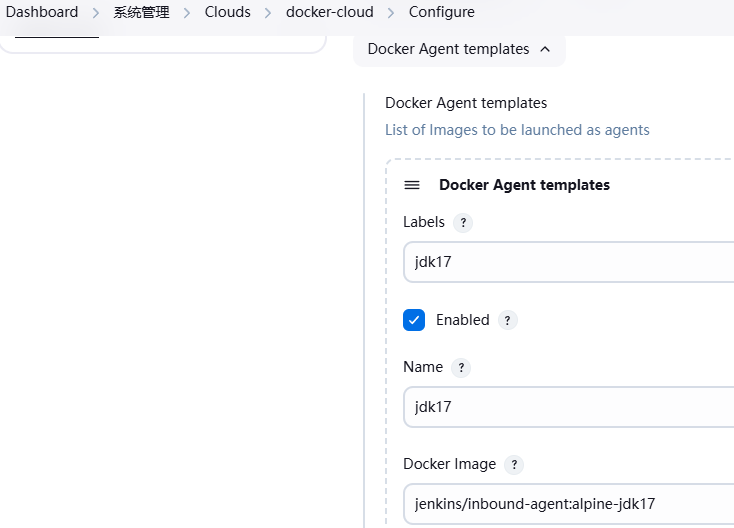 Dashboard > 系统管理 > Clouds > docker-cloud > Configure
Docker Agent templates
Docker Agent templates
List of Images to be launched as agents
Docker Agent templates
Labels ?
jdk17
Enabled ?
Name ?
jdk17
Docker Image ?
jenkins/inbound-agent:alpine-jdk17